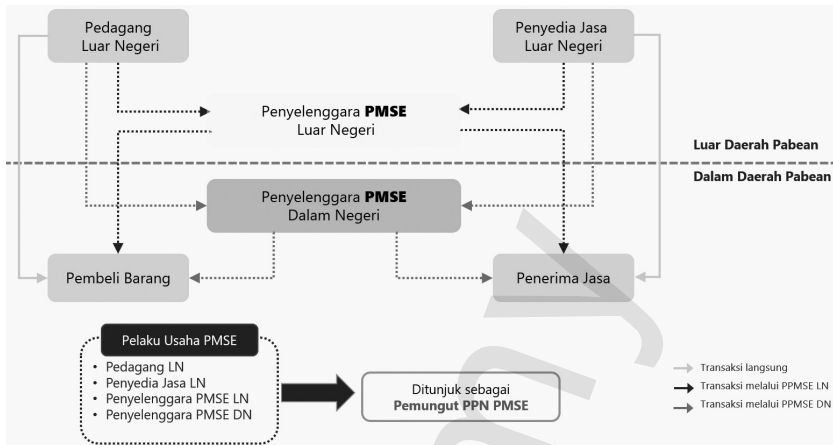 Pedagang
Luar Negeri
Penyedia Jasa
Luar Negeri
Penyelenggara PMSE
Luar Negeri
Luar Daerah Pabean
Dalam Daerah Pabean
Penyelenggara PMSE
Dalam Negeri
Pembeli Barang
Penerima Jasa
Pelaku Usaha PMSE
• Pedagang LN
• Penyedia Jasa LN
• Penyelenggara PMSE LN
• Penyelenggara PMSE DN
Ditunjuk sebagai
Pemungut PPN PMSE
Transaksi langsung
Transaksi melalui PPMSE LN
Transaksi melalui PPMSE DN